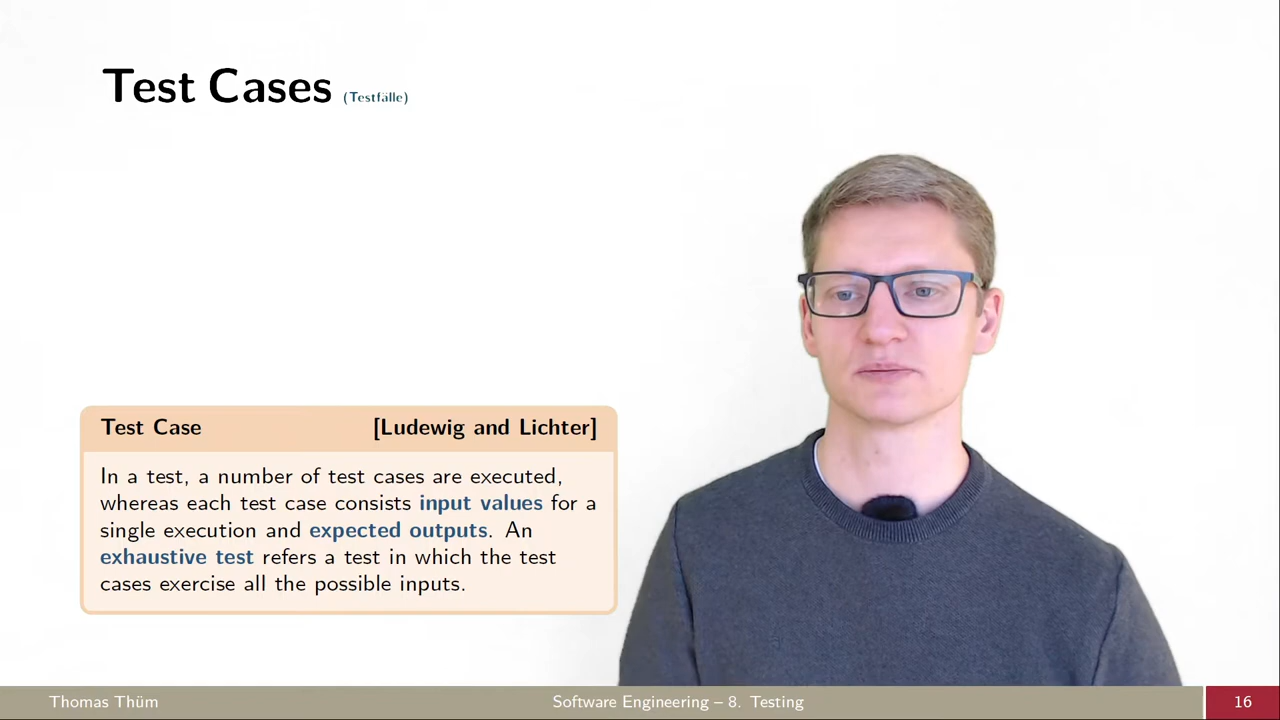 Test Cases (Testfälle)
Test Case [Ludewig and Lichter]
In a test, a number of test cases are executed,
whereas each test case consists input values for a
single execution and expected outputs. An
exhaustive test refers a test in which the test
cases exercise all the possible inputs.
Thomas Thüm Software Engineering – 8. Testing 16